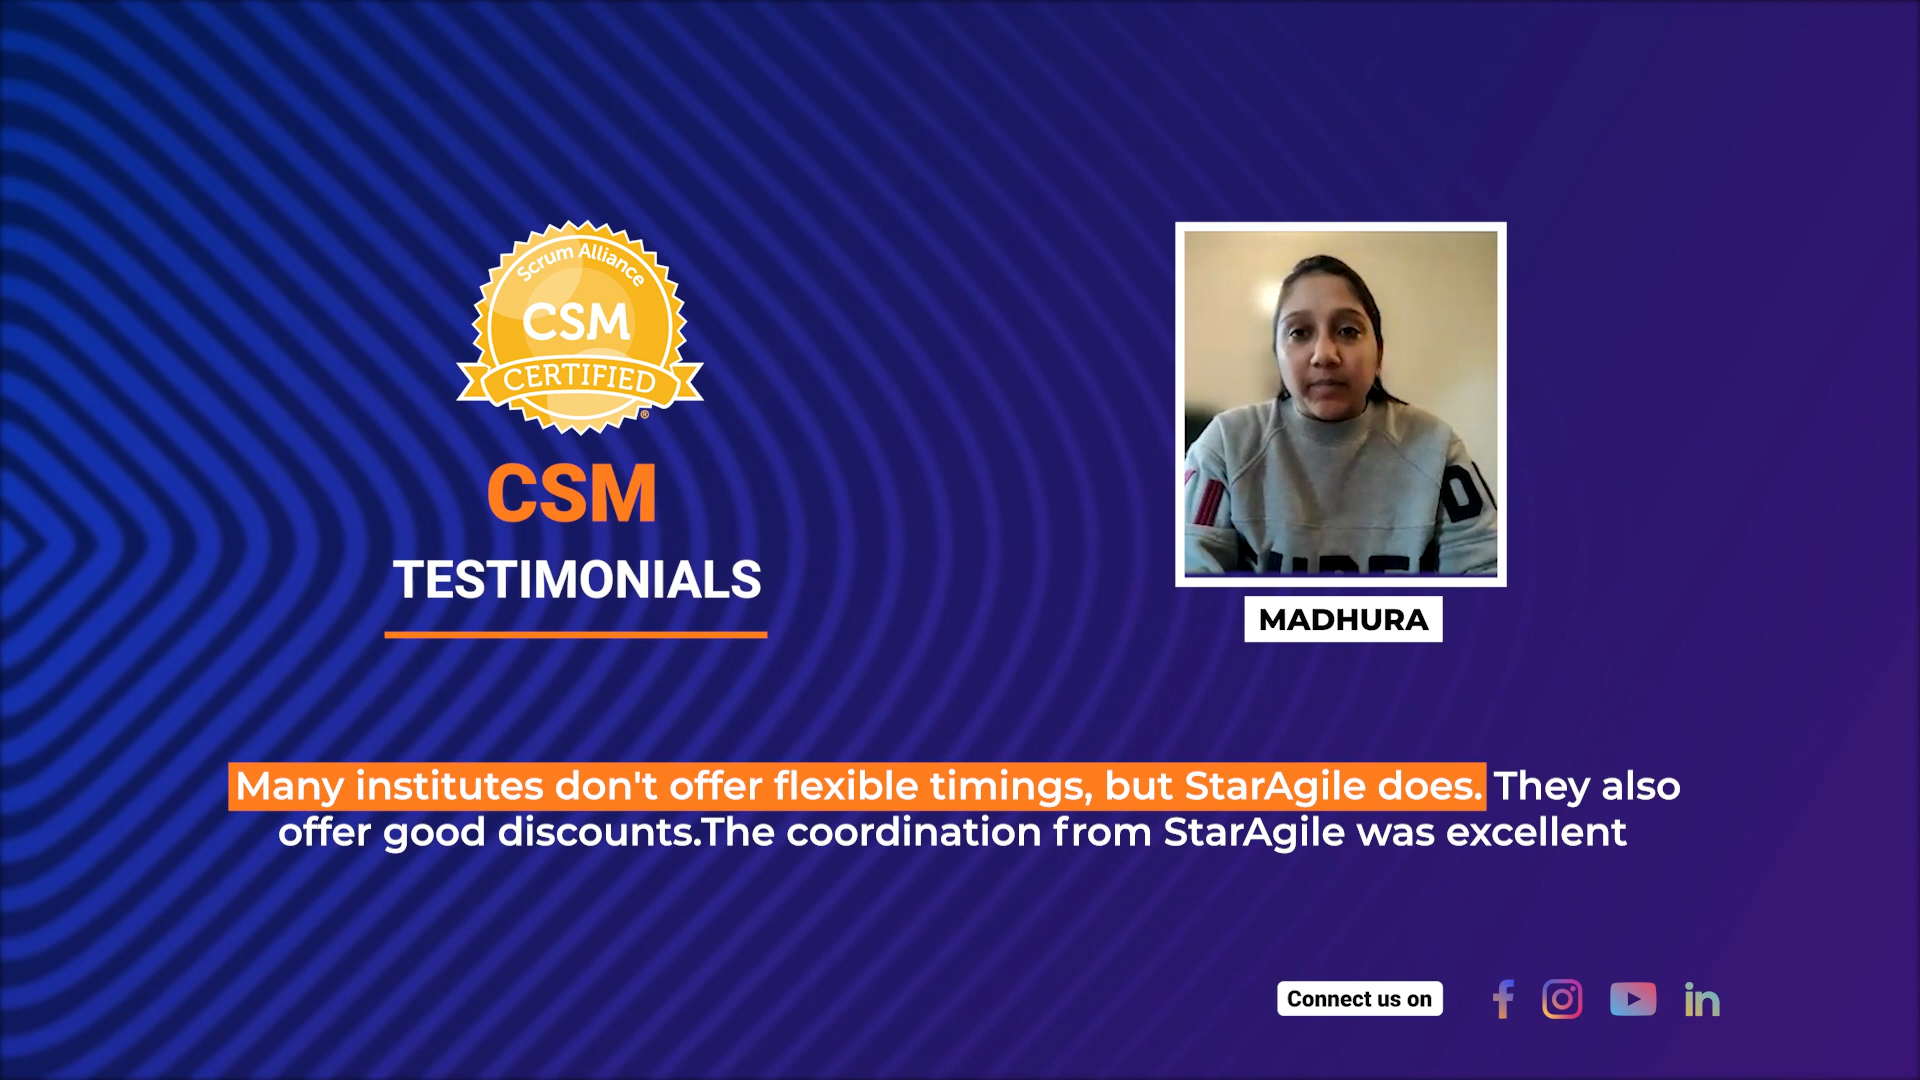 Scrum Alliance
CSM
CERTIFIED
®
CSM
TESTIMONIALS
MADHURA
Many institutes don't offer flexible timings, but StarAgile does. They also
offer good discounts.The coordination from StarAgile was excellent
Connect us on